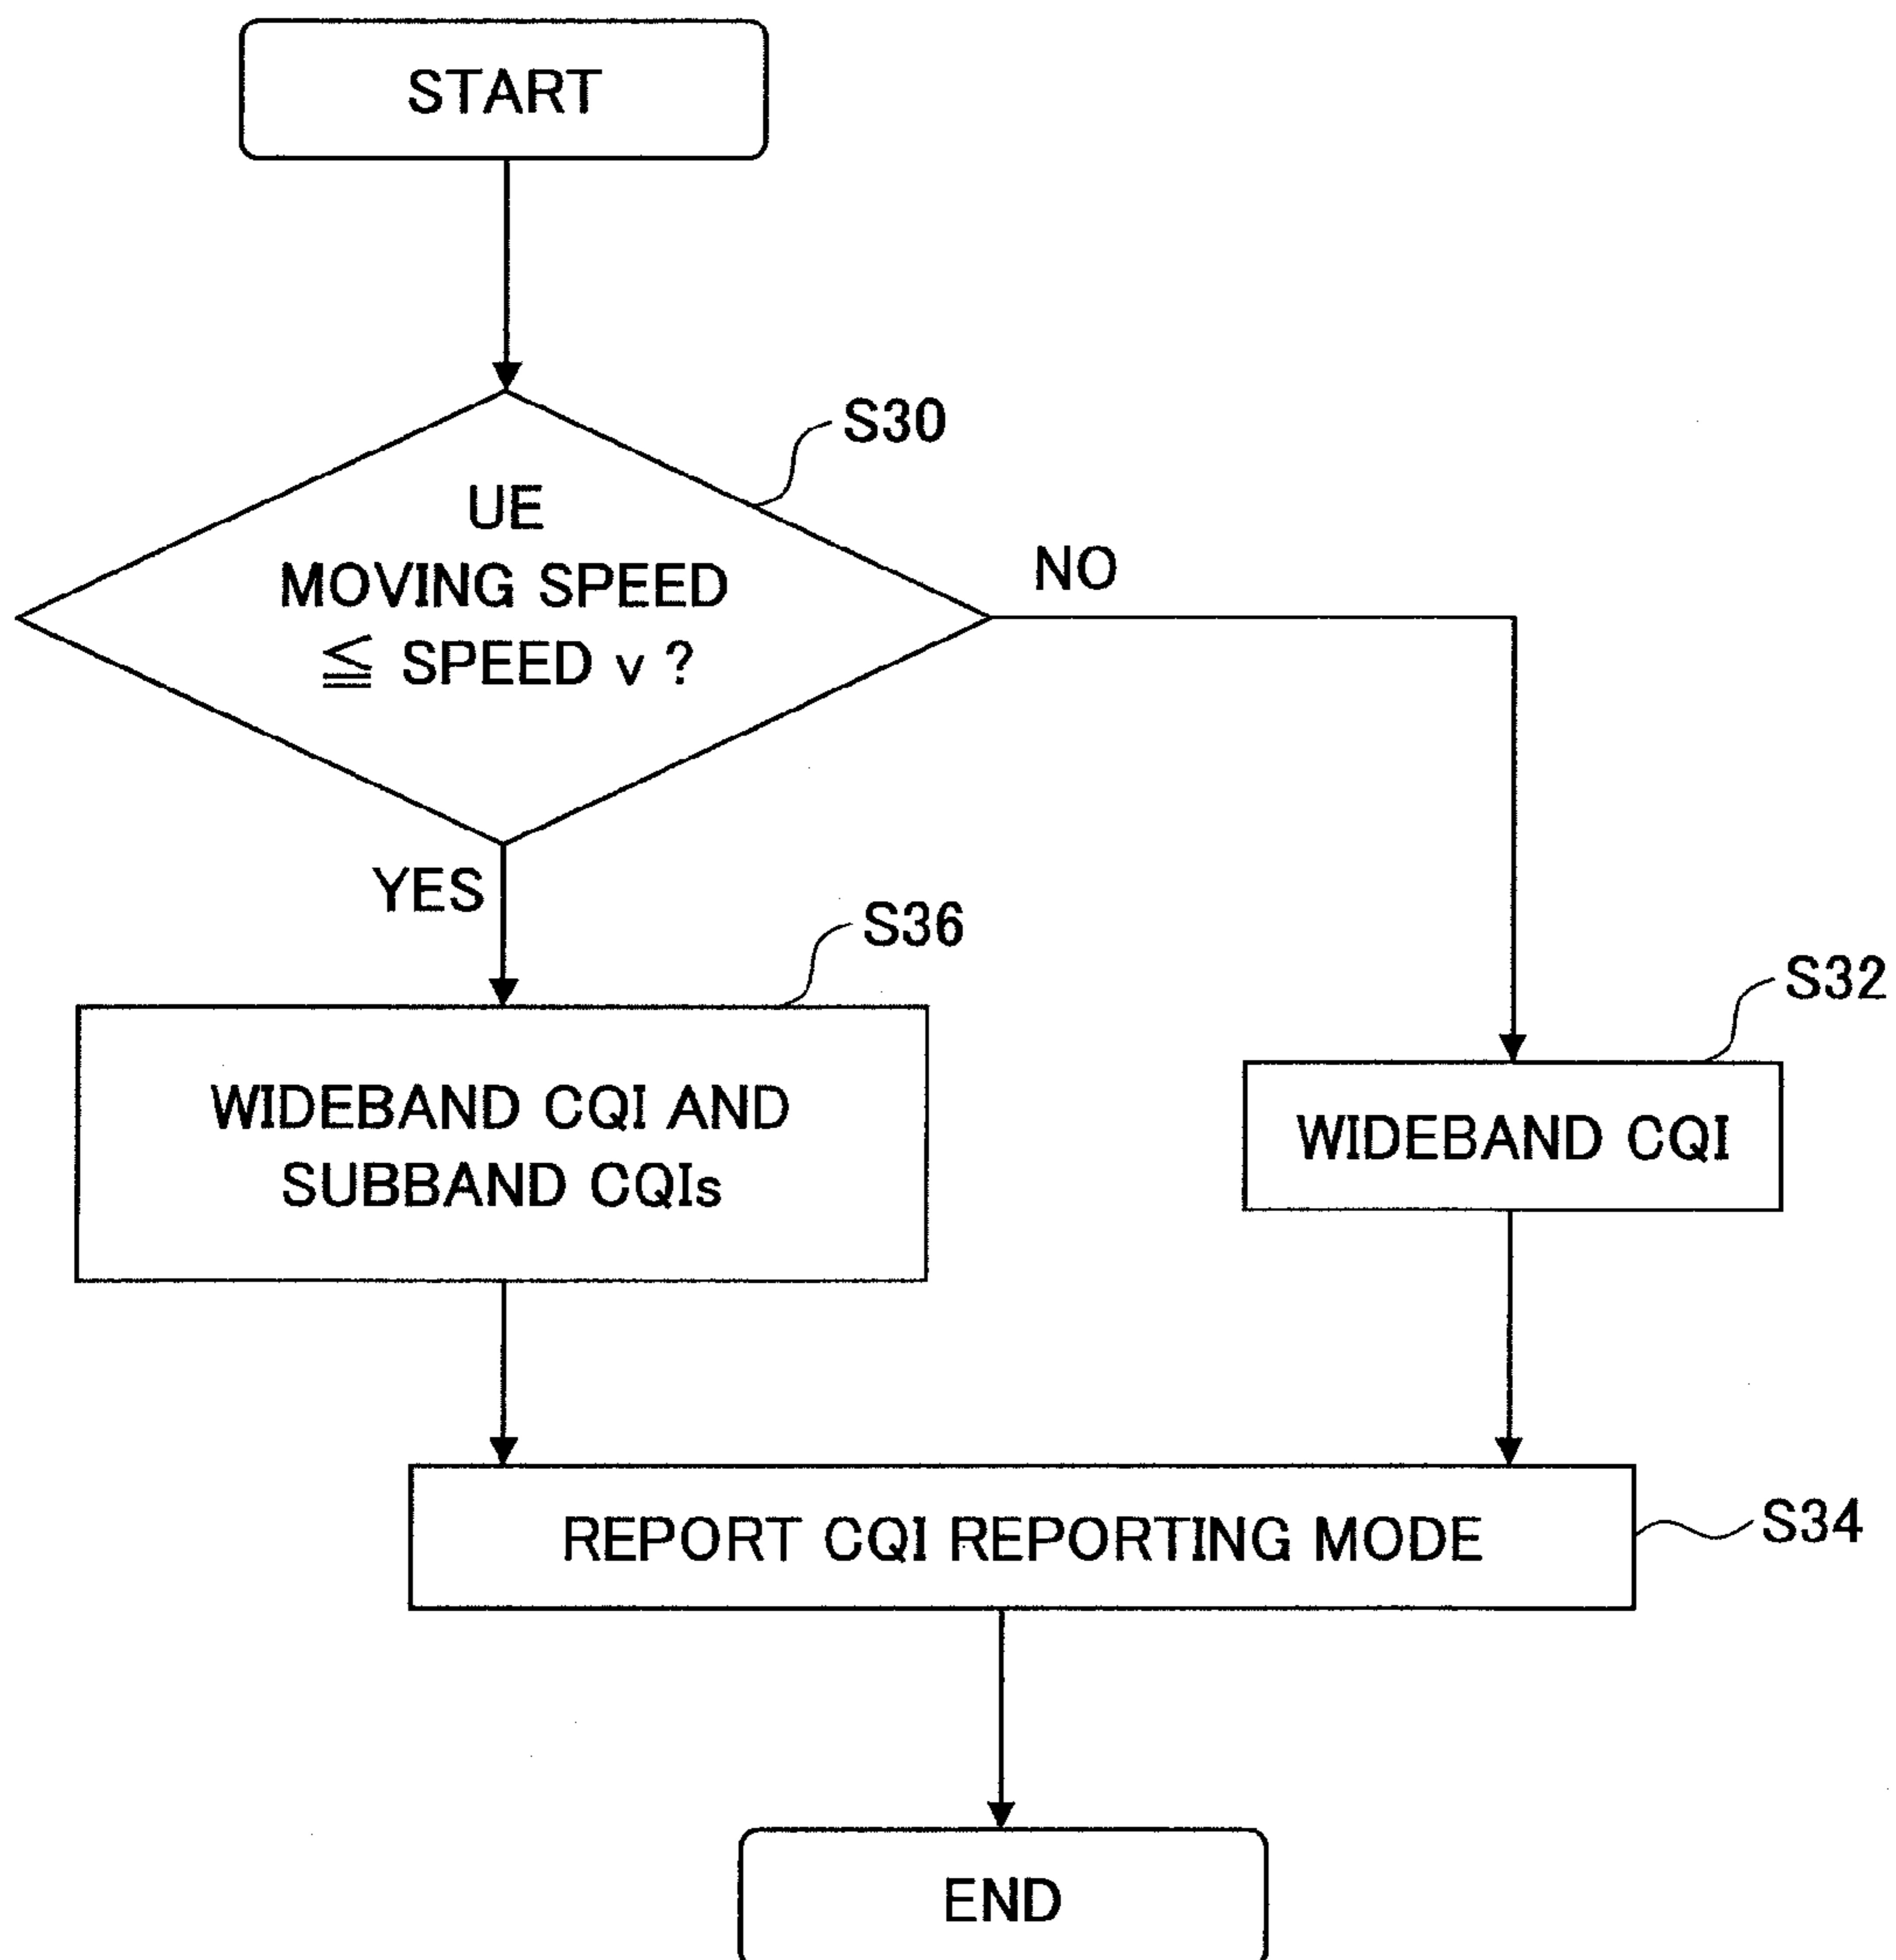 START
S30
UE
MOVING SPEED
≦ SPEED v ?
NO
YES
S36
S32
WIDEBAND CQI AND
SUBBAND CQIs
WIDEBAND CQI
REPORT CQI REPORTING MODE
S34
END